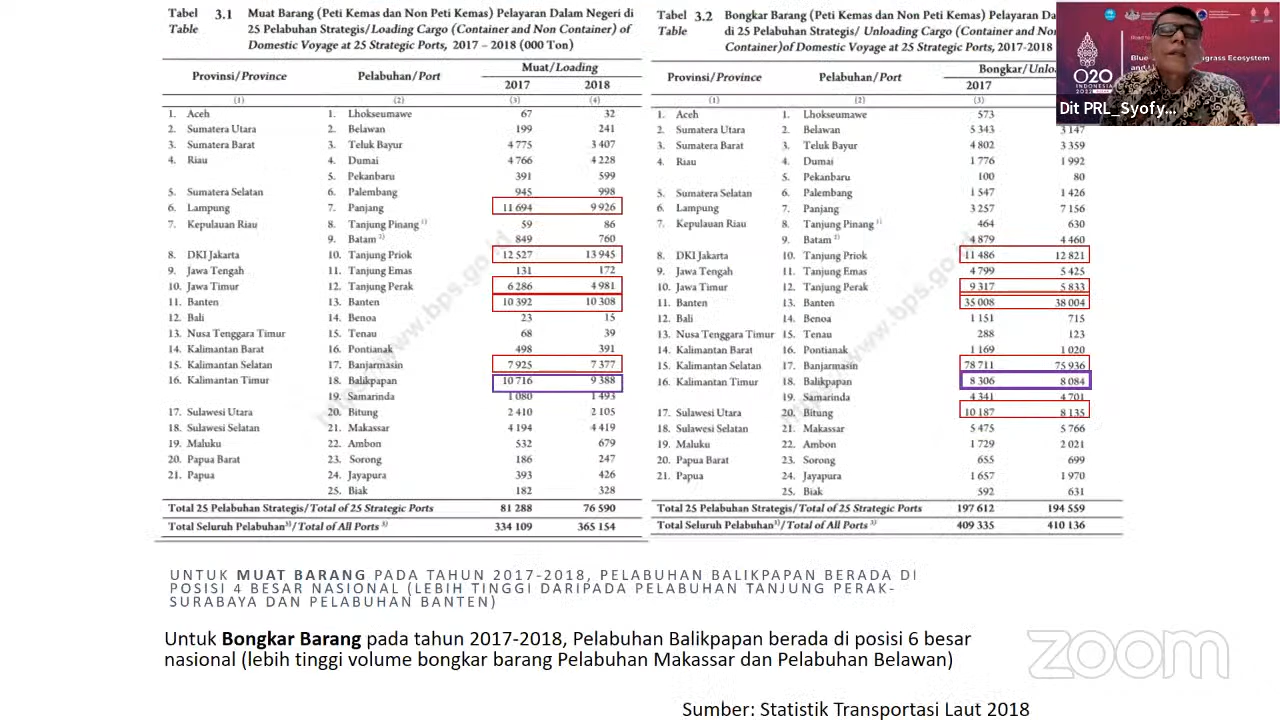 Tabel 3.1 Muat Barang (Peti Kemas dan Non Peti Kemas) Pelayaran Dalam Negeri di
Table 25 Pelabuhan Strategis/Loading Cargo (Container and Non Container) of
Domestic Voyage at 25 Strategic Ports, 2017 – 2018 (000 Ton)
Provinsi/Province Pelabuhan/Port Muat/Loading
2017 2018
(1) (2) (3) (4)
1. Aceh 1. Lhokseumawe 67 32
2. Sumatera Utara 2. Belawan 199 241
3. Sumatera Barat 3. Teluk Bayur 4 775 3 407
4. Riau 4. Dumai 4 766 4 228
5. Pekanbaru 391 599
5. Sumatera Selatan 6. Palembang 945 998
6. Lampung 7. Panjang 11 694 9 926
7. Kepulauan Riau 8. Tanjung Pinang 1) 59 86
9. Batam 2) 849 760
8. DKI Jakarta 10. Tanjung Priok 12 527 13 945
9. Jawa Tengah 11. Tanjung Emas 131 172
10. Jawa Timur 12. Tanjung Perak 6 286 4 981
11. Banten 13. Banten 10 392 10 308
12. Bali 14. Benoa 23 15
13. Nusa Tenggara Timur 15. Tenau 68 39
14. Kalimantan Barat 16. Pontianak 498 391
15. Kalimantan Selatan 17. Banjarmasin 7 925 7 377
16. Kalimantan Timur 18. Balikpapan 10 716 9 388
19. Samarinda 1 080 1 493
17. Sulawesi Utara 20. Bitung 2 410 2 105
18. Sulawesi Selatan 21. Makassar 4 194 4 419
19. Maluku 22. Ambon 532 679
20. Papua Barat 23. Sorong 186 247
21. Papua 24. Jayapura 393 426
25. Biak 182 328
Total 25 Pelabuhan Strategis/Total of 25 Strategic Ports 81 288 76 590
Total Seluruh Pelabuhan3)/Total of All Ports 3) 334 109 365 154
Tabel 3.2 Bongkar Barang (Peti Kemas dan Non Peti Kemas) Pelayaran Da
Table di 25 Pelabuhan Strategis/ Unloading Cargo (Container and Non
Container)of Domestic Voyage at 25 Strategic Ports, 2017-2018
Provinsi/Province Pelabuhan/Port Bongkar/Unlo
2017
(1) (2) (3)
1. Aceh 1. Lhokseumawe 573
2. Sumatera Utara 2. Belawan 5 343 3 147
3. Sumatera Barat 3. Teluk Bayur 4 802 3 359
4. Riau 4. Dumai 1 776 1 992
5. Pekanbaru 100 80
5. Sumatera Selatan 6. Palembang 1 547 1 426
6. Lampung 7. Panjang 3 257 7 156
7. Kepulauan Riau 8. Tanjung Pinang 1) 464 630
9. Batam 2) 4 879 4 460
8. DKI Jakarta 10. Tanjung Priok 11 486 12 821
9. Jawa Tengah 11. Tanjung Emas 4 799 5 425
10. Jawa Timur 12. Tanjung Perak 9 317 5 833
11. Banten 13. Banten 35 008 38 004
12. Bali 14. Benoa 1 151 715
13. Nusa Tenggara Timur 15. Tenau 288 123
14. Kalimantan Barat 16. Pontianak 1 169 1 020
15. Kalimantan Selatan 17. Banjarmasin 78 711 75 936
16. Kalimantan Timur 18. Balikpapan 8 306 8 084
19. Samarinda 4 341 4 701
17. Sulawesi Utara 20. Bitung 10 187 8 135
18. Sulawesi Selatan 21. Makassar 5 475 5 766
19. Maluku 22. Ambon 1 729 2 021
20. Papua Barat 23. Sorong 655 699
21. Papua 24. Jayapura 1 657 1 970
25. Biak 592 631
Total 25 Pelabuhan Strategis/Total of 25 Strategic Ports 197 612 194 559
Total Seluruh Pelabuhan3)/Total of All Ports 3) 409 335 410 136
UNTUK MUAT BARANG PADA TAHUN 2017-2018, PELABUHAN BALIKPAPAN BERADA DI
POSISI 4 BESAR NASIONAL (LEBIH TINGGI DARIPADA PELABUHAN TANJUNG PERAK-
SURABAYA DAN PELABUHAN BANTEN)
Untuk Bongkar Barang pada tahun 2017-2018, Pelabuhan Balikpapan berada di posisi 6 besar
nasional (lebih tinggi volume bongkar barang Pelabuhan Makassar dan Pelabuhan Belawan)
Sumber: Statistik Transportasi Laut 2018
G20
INDONESIA
2022
Dit PRL_Syofy...
zoom